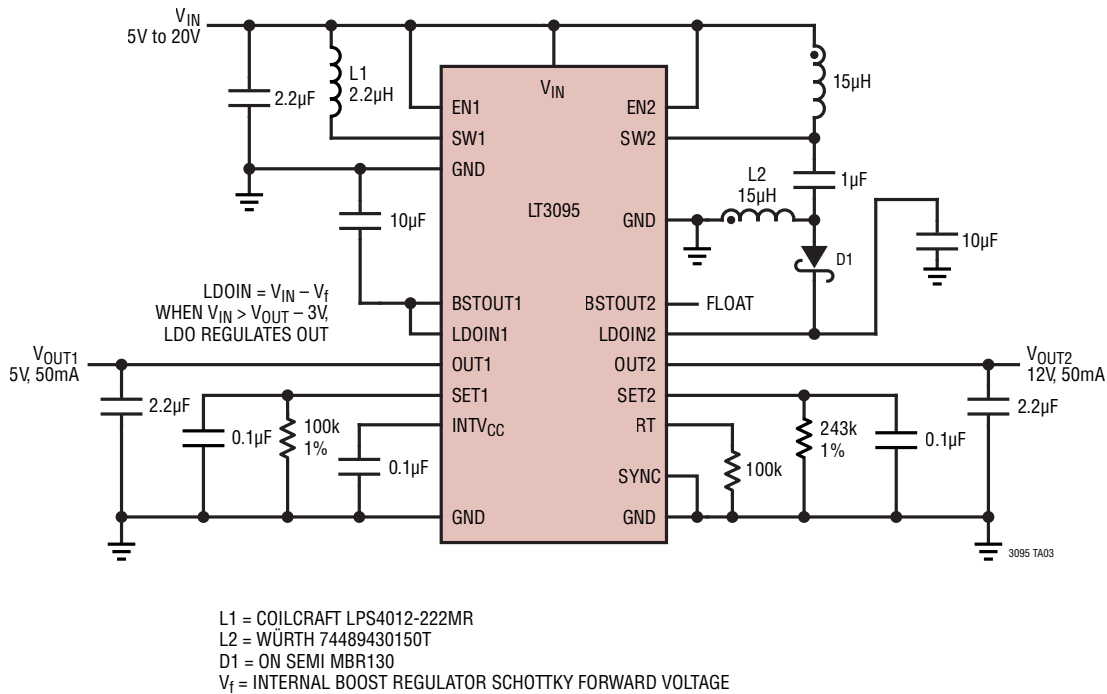 VIN
5V to 20V
2.2µF
L1
2.2µH
VIN
EN1
SW1
GND
EN2
SW2
15µH
L2
15µH
1µF
LT3095
GND
10µF
D1
10µF
LDOIN = VIN – Vf
WHEN VIN > VOUT – 3V,
LDO REGULATES OUT
BSTOUT1
LDOIN1
BSTOUT2
FLOAT
LDOIN2
VOUT1
5V, 50mA
OUT1
OUT2
VOUT2
12V, 50mA
2.2µF
SET1
SET2
2.2µF
0.1µF
100k
1%
INTVCC
0.1µF
RT
100k
243k
1%
0.1µF
SYNC
GND
GND
3095 TA03
L1 = COILCRAFT LPS4012-222MR
L2 = WÜRTH 74489430150T
D1 = ON SEMI MBR130
Vf = INTERNAL BOOST REGULATOR SCHOTTKY FORWARD VOLTAGE